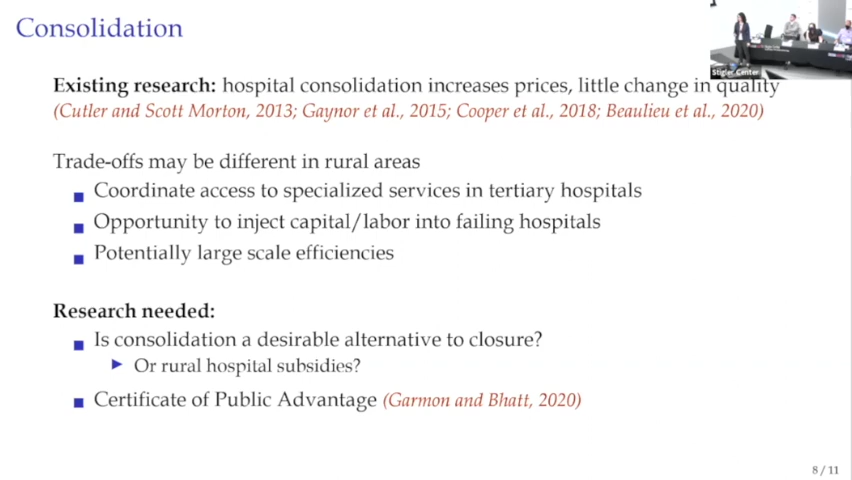 Consolidation
Stigler Center
Existing research: hospital consolidation increases prices, little change in quality
(Cutler and Scott Morton, 2013; Gaynor et al., 2015; Cooper et al., 2018; Beaulieu et al., 2020)
Trade-offs may be different in rural areas
Coordinate access to specialized services in tertiary hospitals
Opportunity to inject capital/labor into failing hospitals
Potentially large scale efficiencies
Research needed:
Is consolidation a desirable alternative to closure?
Or rural hospital subsidies?
Certificate of Public Advantage (Garmon and Bhatt, 2020)
8 / 11